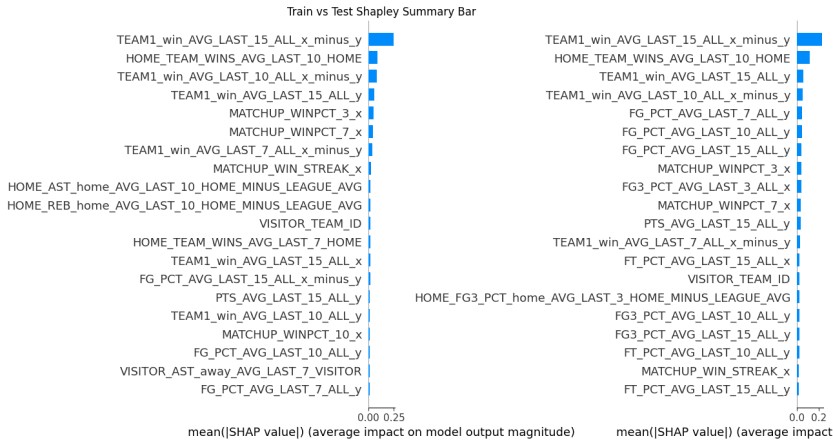 Train vs Test Shapley Summary Bar
TEAM1_win_AVG_LAST_15_ALL_x_minus_y
HOME_TEAM_WINS_AVG_LAST_10_HOME
TEAM1_win_AVG_LAST_10_ALL_x_minus_y
TEAM1_win_AVG_LAST_15_ALL_y
MATCHUP_WINPCT_3_x
MATCHUP_WINPCT_7_x
TEAM1_win_AVG_LAST_7_ALL_x_minus_y
MATCHUP_WIN_STREAK_x
HOME_AST_home_AVG_LAST_10_HOME_MINUS_LEAGUE_AVG
HOME_REB_home_AVG_LAST_10_HOME_MINUS_LEAGUE_AVG
VISITOR_TEAM_ID
HOME_TEAM_WINS_AVG_LAST_7_HOME
TEAM1_win_AVG_LAST_15_ALL_x
FG_PCT_AVG_LAST_15_ALL_x_minus_y
PTS_AVG_LAST_15_ALL_y
TEAM1_win_AVG_LAST_10_ALL_y
MATCHUP_WINPCT_10_x
FG_PCT_AVG_LAST_10_ALL_y
VISITOR_AST_away_AVG_LAST_7_VISITOR
FG_PCT_AVG_LAST_7_ALL_y
0.00 0.25
mean(|SHAP value|) (average impact on model output magnitude)
TEAM1_win_AVG_LAST_15_ALL_x_minus_y
HOME_TEAM_WINS_AVG_LAST_10_HOME
TEAM1_win_AVG_LAST_15_ALL_y
TEAM1_win_AVG_LAST_10_ALL_x_minus_y
FG_PCT_AVG_LAST_7_ALL_y
FG_PCT_AVG_LAST_10_ALL_y
FG_PCT_AVG_LAST_15_ALL_y
MATCHUP_WINPCT_3_x
FG3_PCT_AVG_LAST_3_ALL_x
MATCHUP_WINPCT_7_x
PTS_AVG_LAST_15_ALL_y
TEAM1_win_AVG_LAST_7_ALL_x_minus_y
FT_PCT_AVG_LAST_15_ALL_x
VISITOR_TEAM_ID
HOME_FG3_PCT_home_AVG_LAST_3_HOME_MINUS_LEAGUE_AVG
FG3_PCT_AVG_LAST_10_ALL_y
FG3_PCT_AVG_LAST_15_ALL_y
FT_PCT_AVG_LAST_10_ALL_y
MATCHUP_WIN_STREAK_x
FT_PCT_AVG_LAST_15_ALL_y
0.0 0.2
mean(|SHAP value|) (average impact